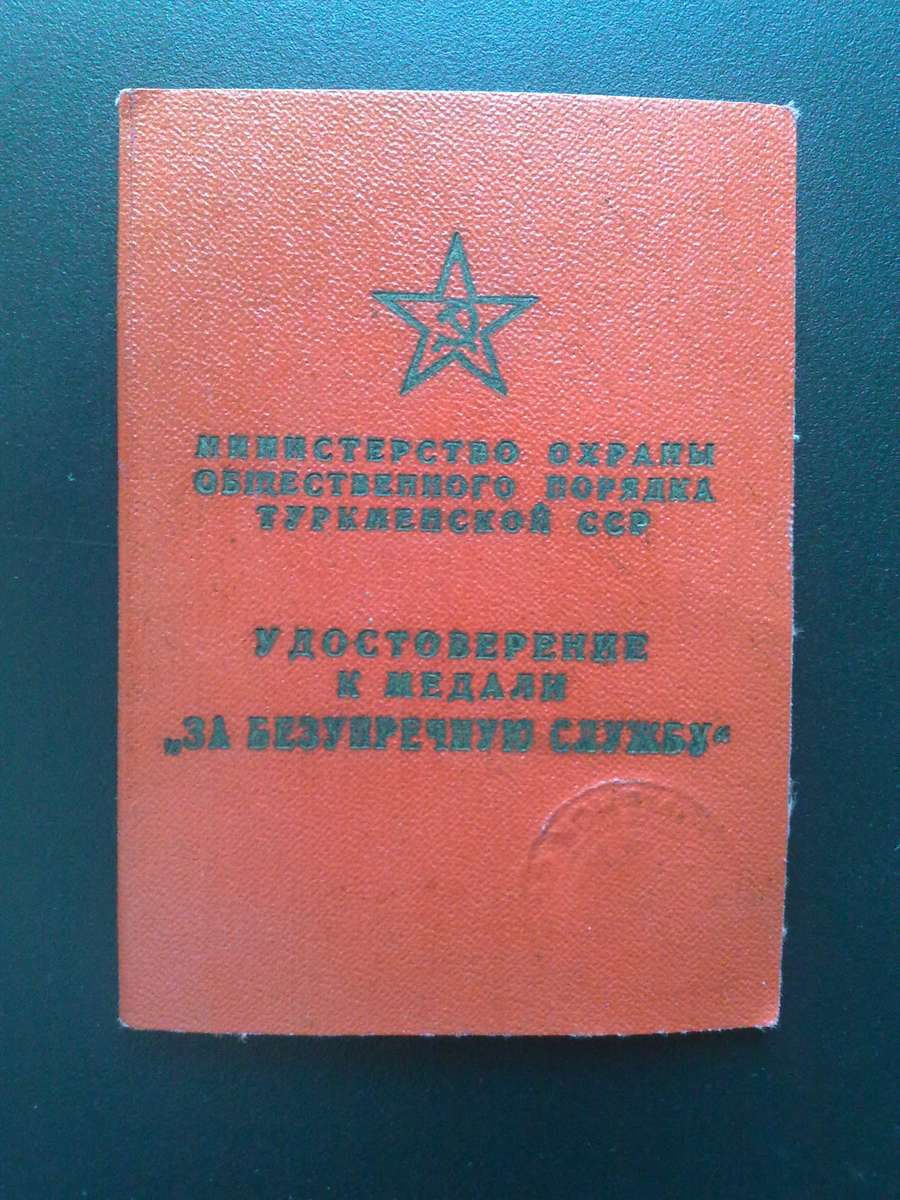 МИНИСТЕРСТВО ОХРАНЫ
ОБЩЕСТВЕННОГО ПОРЯДКА
ТУРКМЕНСКОЙ ССР
УДОСТОВЕРЕНИЕ
К МЕДАЛИ
„ЗА БЕЗУПРЕЧНУЮ СЛУЖБУ“